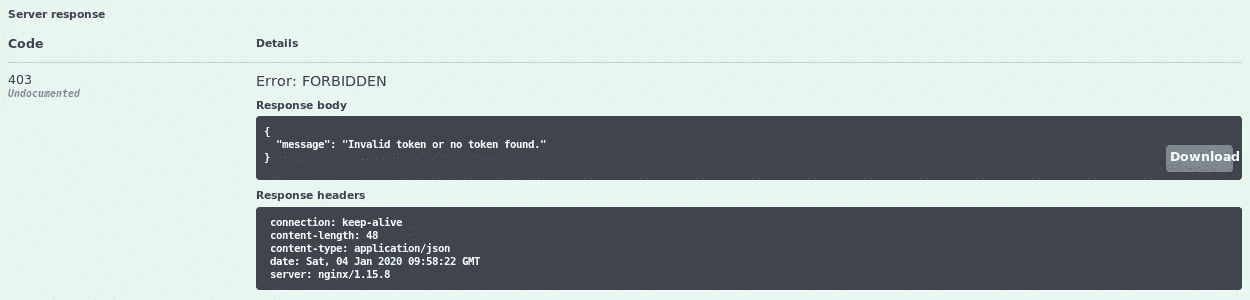 Server response
Code Details
403 Error: FORBIDDEN
Undocumented
Response body
{
"message": "Invalid token or no token found."
}
Download
Response headers
connection: keep-alive
content-length: 48
content-type: application/json
date: Sat, 04 Jan 2020 09:58:22 GMT
server: nginx/1.15.8